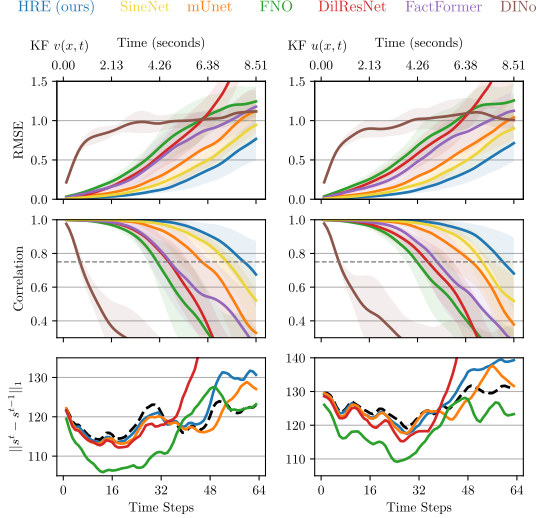 HRE (ours) SineNet mUnet FNO DilResNet FactFormer DINo
KF v(x, t) Time (seconds) KF u(x, t) Time (seconds)
0.00 2.13 4.26 6.38 8.51 0.00 2.13 4.26 6.38 8.51
RMSE
1.5 1.5
1.0 1.0
0.5 0.5
0.0 0.0
Correlation
1.0 1.0
0.8 0.8
0.6 0.6
0.4 0.4
||s^t − s^{t−1}||_1
130 140
120 130
110 120
110
0 16 32 48 64 0 16 32 48 64
Time Steps Time Steps